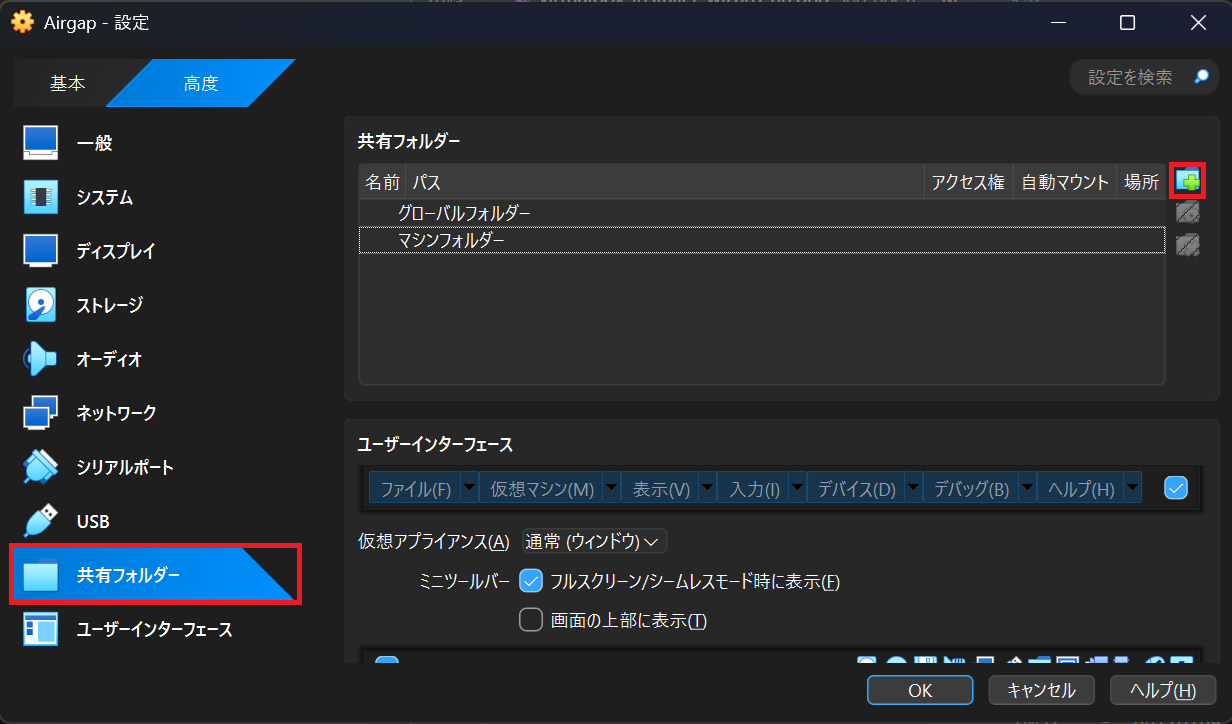 Airgap - 設定
基本
高度
設定を検索
一般
システム
ディスプレイ
ストレージ
オーディオ
ネットワーク
シリアルポート
USB
共有フォルダー
ユーザーインターフェース
共有フォルダー
名前 パス アクセス権 自動マウント 場所
グローバルフォルダー
マシンフォルダー
ユーザーインターフェース
ファイル(F) 仮想マシン(M) 表示(V) 入力(I) デバイス(D) デバッグ(B) ヘルプ(H)
仮想アプライアンス(A) 通常 (ウィンドウ)
ミニツールバー フルスクリーン/シームレスモード時に表示(F)
画面の上部に表示(T)
OK キャンセル ヘルプ(H)